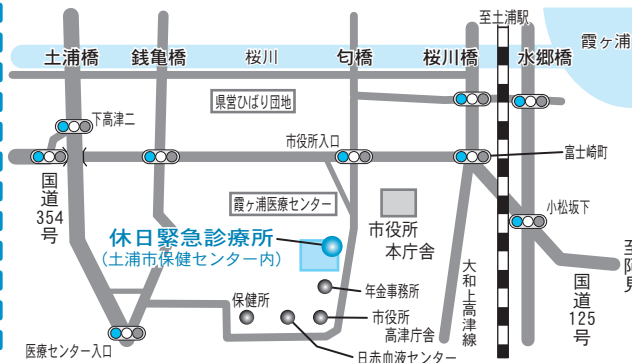 至土浦駅
霞ヶ浦
土浦橋
銭亀橋
桜川
匂橋
桜川橋
水郷橋
県営ひばり団地
下高津二
市役所入口
富士崎町
国道
354
号
霞ヶ浦医療センター
市役所
本庁舎
小松坂下
休日緊急診療所
(土浦市保健センター内)
大和上高津線
至阿見
国道
125
号
年金事務所
保健所
市役所
高津庁舎
医療センター入口
日赤血液センター